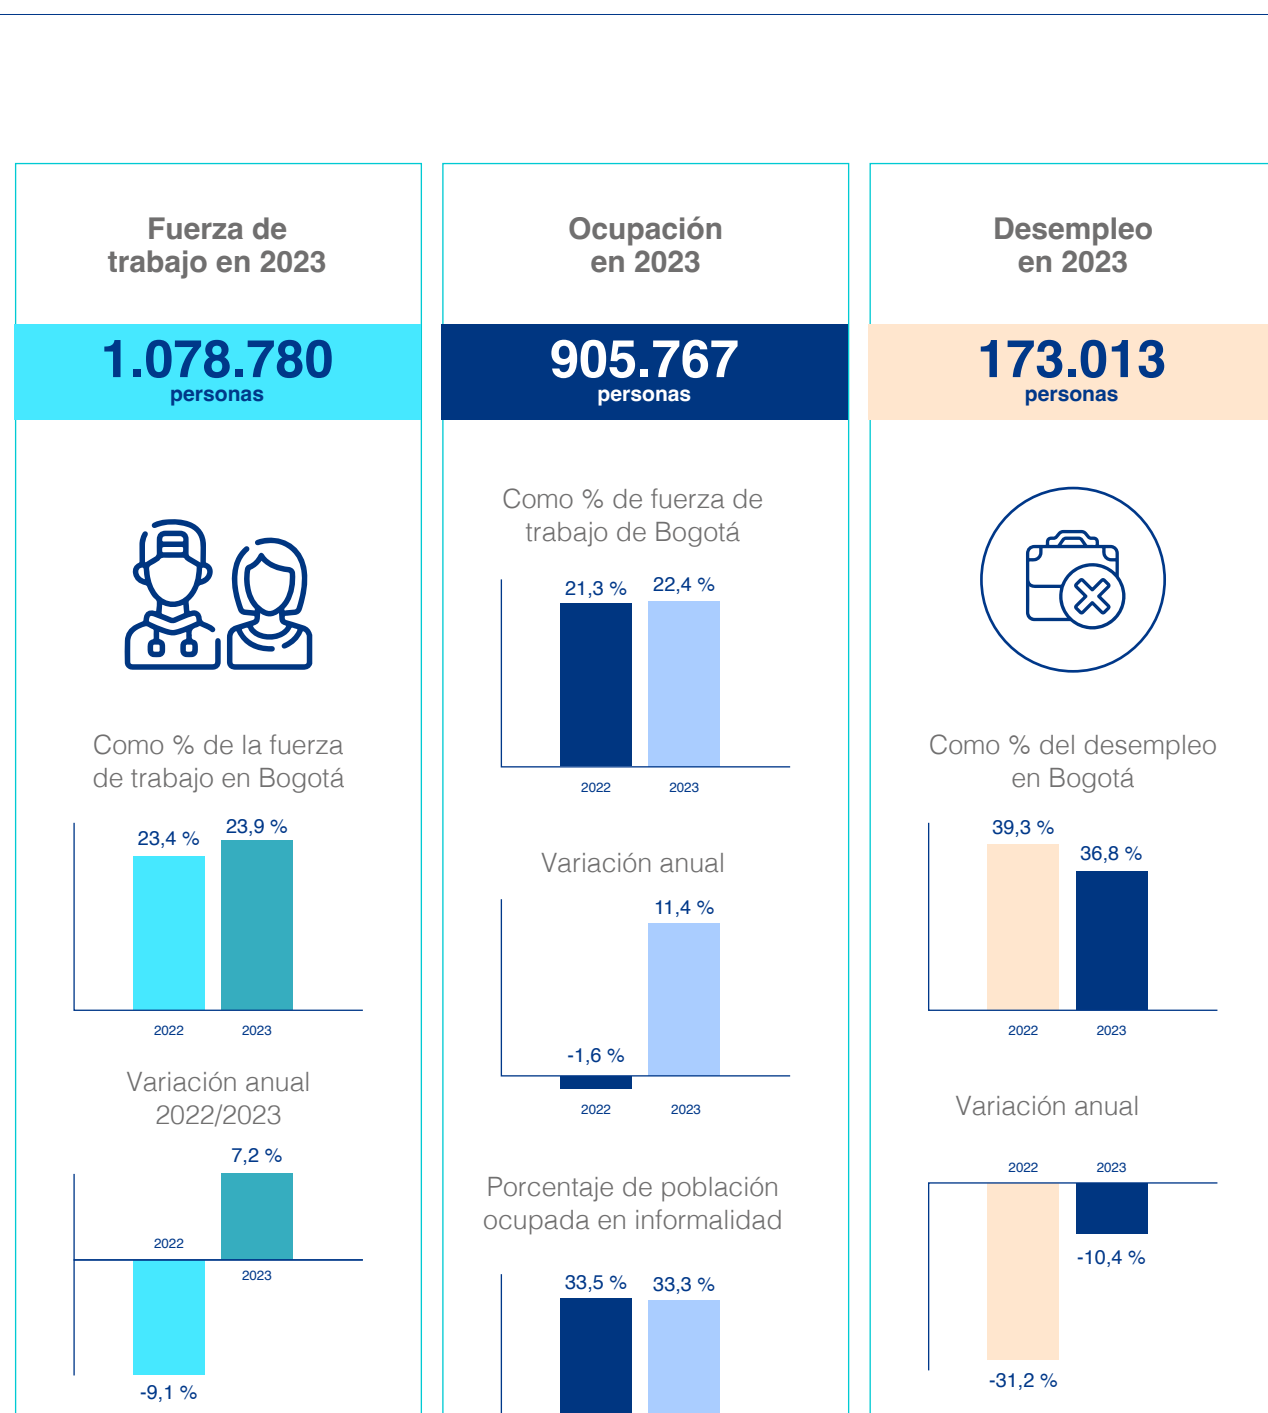 Fuerza de
trabajo en 2023
1.078.780
personas
Como % de la fuerza
de trabajo en Bogotá
23,4 %
23,9 %
2022
2023
Variación anual
2022/2023
7,2 %
2022
2023
-9,1 %
Ocupación
en 2023
905.767
personas
Como % de fuerza de
trabajo de Bogotá
21,3 %
22,4 %
2022
2023
Variación anual
11,4 %
-1,6 %
2022
2023
Porcentaje de población
ocupada en informalidad
33,5 %
33,3 %
Desempleo
en 2023
173.013
personas
Como % del desempleo
en Bogotá
39,3 %
36,8 %
2022
2023
Variación anual
2022
2023
-10,4 %
-31,2 %